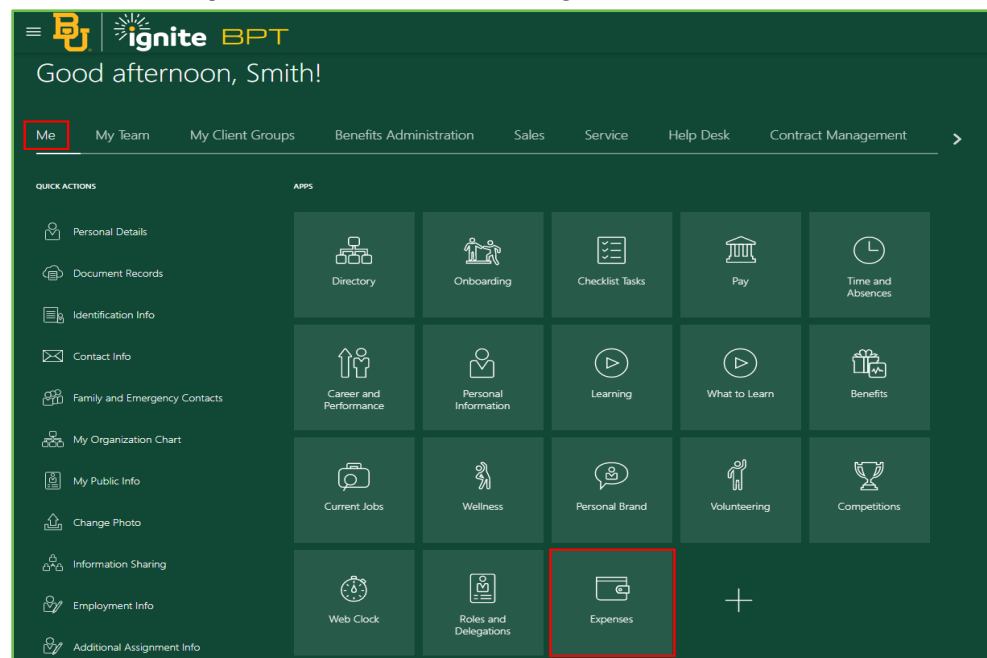 BU ignite BPT
Good afternoon, Smith!
Me My Team My Client Groups Benefits Administration Sales Service Help Desk Contract Management
QUICK ACTIONS
Personal Details
Document Records
Identification Info
Contact Info
Family and Emergency Contacts
My Organization Chart
My Public Info
Change Photo
Information Sharing
Employment Info
Additional Assignment Info
APPS
Directory
Onboarding
Checklist Tasks
Pay
Time and
Absences
Career and
Performance
Personal
Information
Learning
What to Learn
Benefits
Current Jobs
Wellness
Personal Brand
Volunteering
Competitions
Web Clock
Roles and
Delegations
Expenses